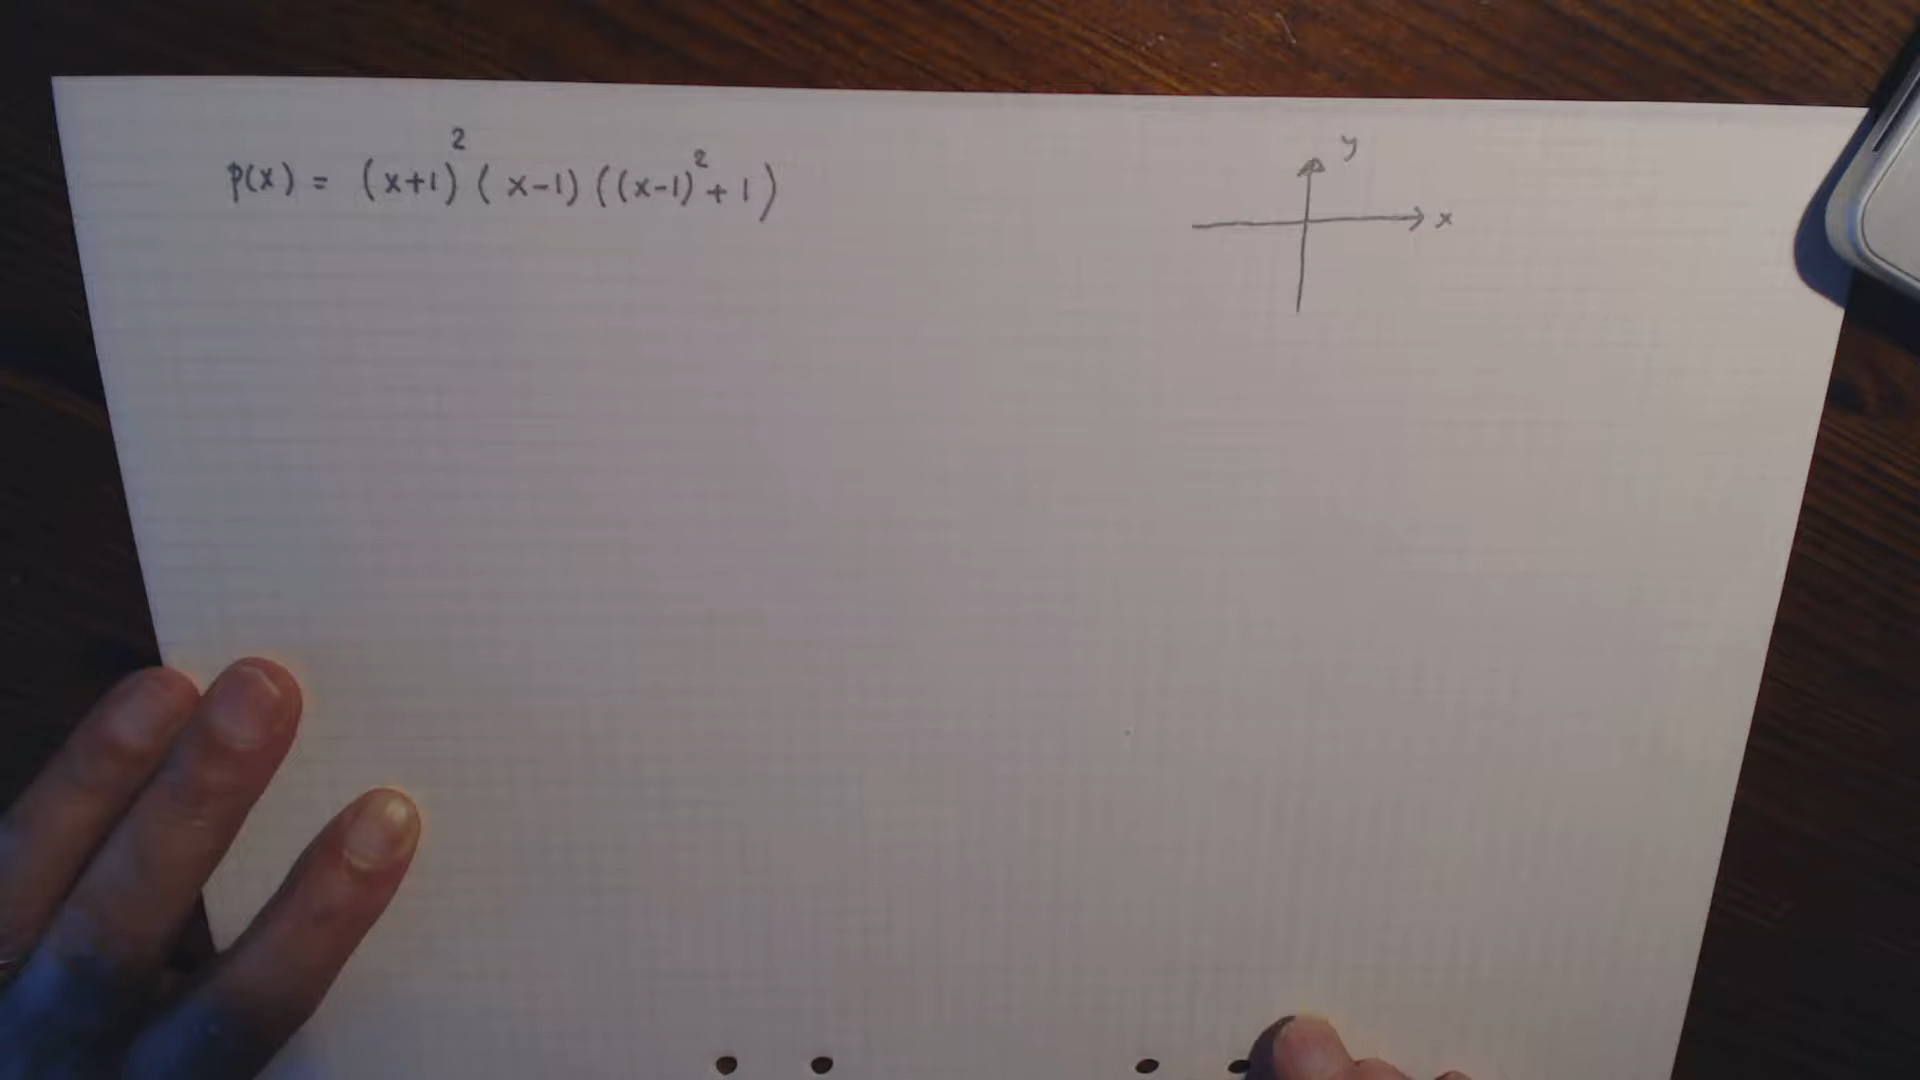 p(x) = (x+1)² (x-1) ((x-1)²+1)
y
x